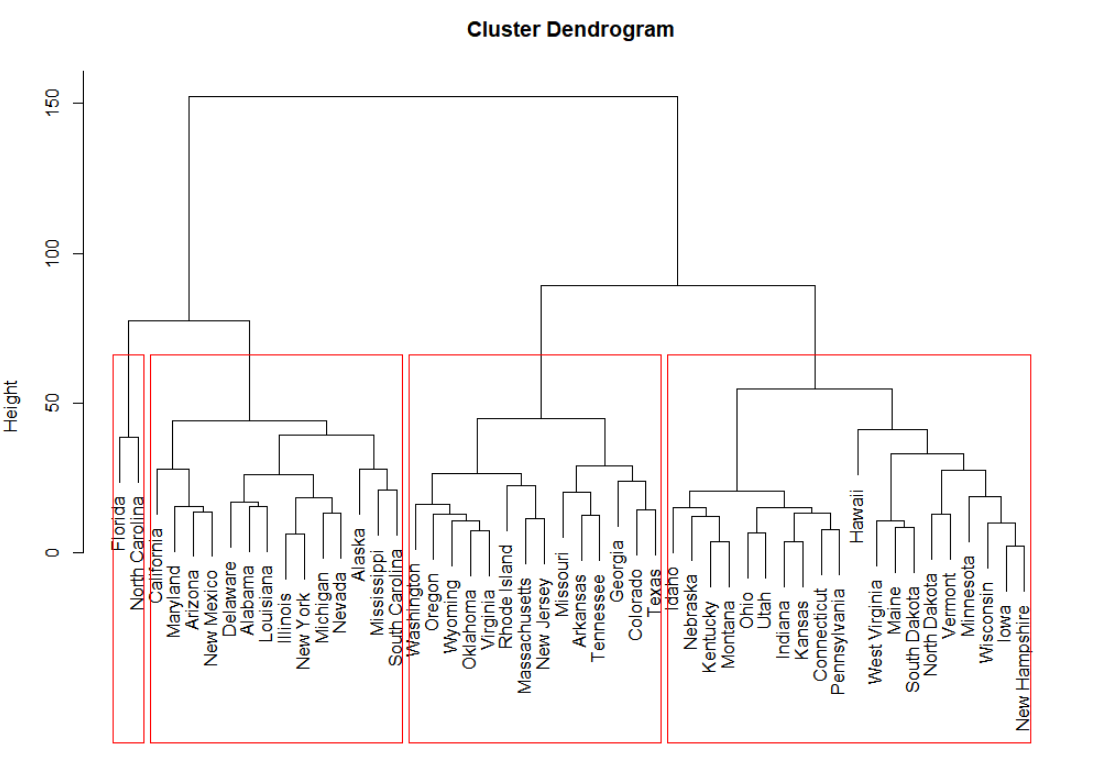 Cluster Dendrogram
Height
150
100
50
0
Florida
North Carolina
California
Maryland
Arizona
New Mexico
Delaware
Alabama
Louisiana
Illinois
New York
Michigan
Nevada
Alaska
Mississippi
South Carolina
Washington
Oregon
Wyoming
Oklahoma
Virginia
Rhode Island
Massachusetts
New Jersey
Missouri
Arkansas
Tennessee
Georgia
Colorado
Texas
Idaho
Nebraska
Kentucky
Montana
Ohio
Utah
Indiana
Kansas
Connecticut
Pennsylvania
Hawaii
West Virginia
Maine
South Dakota
North Dakota
Vermont
Minnesota
Wisconsin
Iowa
New Hampshire